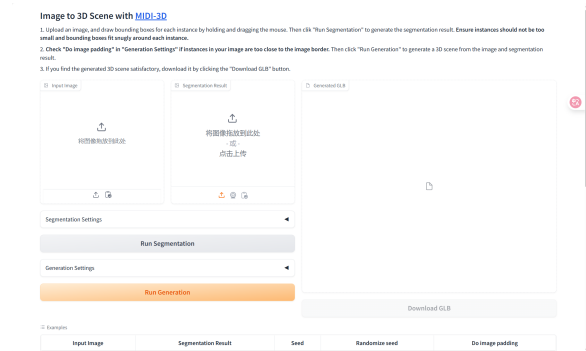 Image to 3D Scene with MIDI-3D
1. Upload an image, and draw bounding boxes for each instance by holding and dragging the mouse. Then clik "Run Segmentation" to generate the segmentation result. Ensure instances should not be too
small and bounding boxes fit snugly around each instance.
2. Check "Do image padding" in "Generation Settings" if instances in your image are too close to the image border. Then click "Run Generation" to generate a 3D scene from the image and segmentation
result.
3. If you find the generated 3D scene satisfactory, download it by clicking the "Download GLB" button.
Input Image
Segmentation Result
Generated GLB
将图像拖放到此处
将图像拖放到此处
- 或 -
点击上传
Segmentation Settings
Run Segmentation
Generation Settings
Run Generation
Download GLB
Examples
Input Image Segmentation Result Seed Randomize seed Do image padding